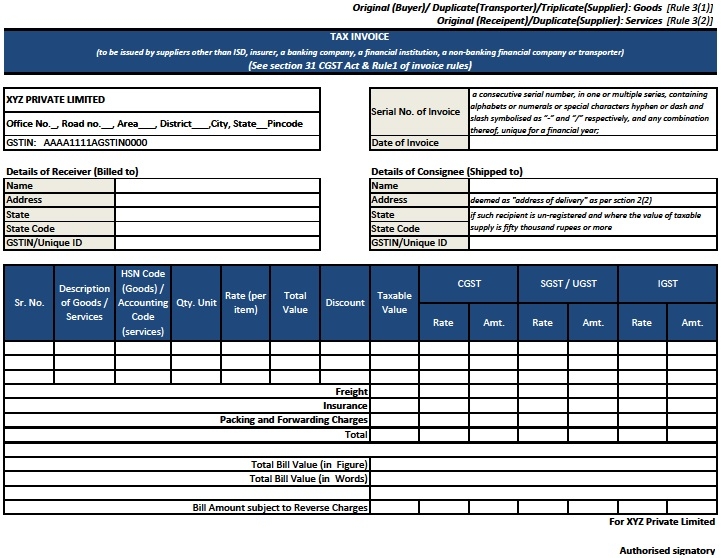 Original (Buyer)/ Duplicate(Transporter)/Triplicate(Supplier): Goods [Rule 3(1)]
Original (Receipent)/Duplicate(Supplier): Services [Rule 3(2)]
TAX INVOICE
(to be issued by suppliers other than ISD, insurer, a banking company, a financial institution, a non-banking financial company or transporter)
(See section 31 CGST Act & Rule1 of invoice rules)
XYZ PRIVATE LIMITED
Office No._, Road no.__, Area___, District___,City, State__Pincode
GSTIN: AAAA1111AGSTIN0000
Serial No. of Invoice
a consecutive serial number, in one or multiple series, containing
alphabets or numerals or special characters hyphen or dash and
slash symbolised as "-" and "/" respectively, and any combination
thereof, unique for a financial year;
Date of Invoice
Details of Receiver (Billed to)
Name
Address
State
State Code
GSTIN/Unique ID
Details of Consignee (Shipped to)
Name
Address deemed as "address of delivery" as per sction 2(2)
State if such recipient is un-registered and where the value of taxable
State Code supply is fifty thousand rupees or more
GSTIN/Unique ID
Sr. No.
Description
of Goods /
Services
HSN Code
(Goods) /
Accounting
Code
(services)
Qty. Unit
Rate (per
item)
Total
Value
Discount
Taxable
Value
CGST SGST / UGST IGST
Rate Amt. Rate Amt. Rate Amt.
Freight
Insurance
Packing and Forwarding Charges
Total
Total Bill Value (in Figure)
Total Bill Value (in Words)
Bill Amount subject to Reverse Charges
For XYZ Private Limited
Authorised signatory